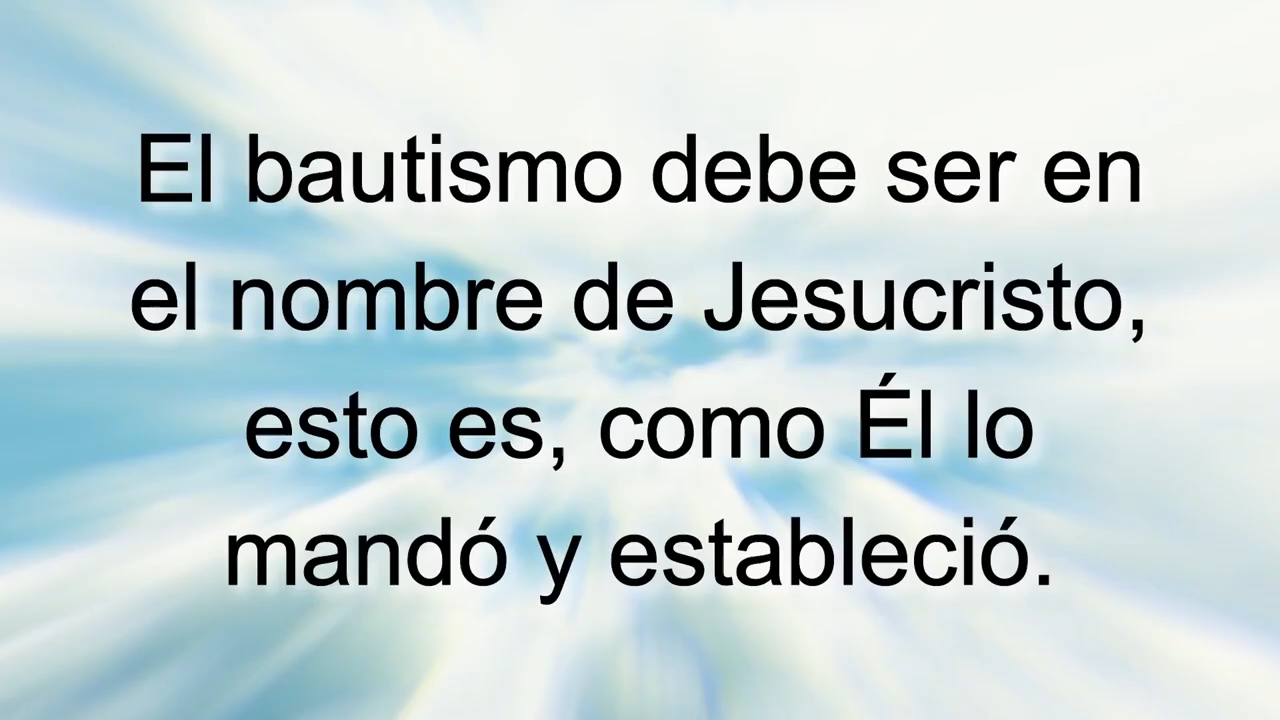 El bautismo debe ser en
el nombre de Jesucristo,
esto es, como Él lo
mandó y estableció.